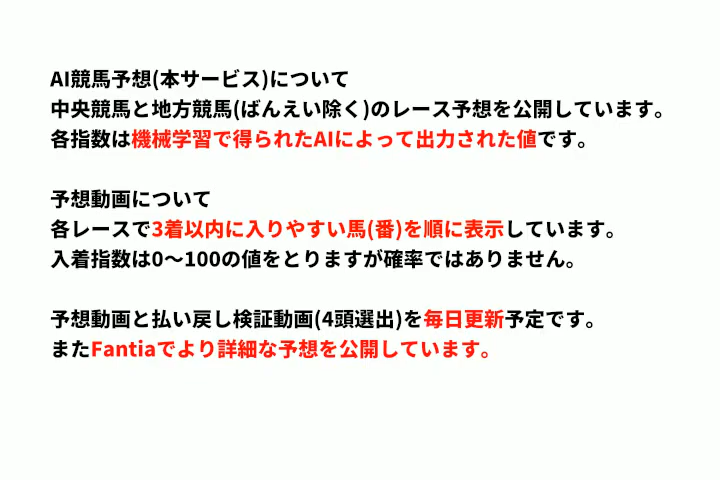 AI競馬予想(本サービス)について
中央競馬と地方競馬(ばんえい除く)のレース予想を公開しています。
各指数は機械学習で得られたAIによって出力された値です。
予想動画について
各レースで3着以内に入りやすい馬(番)を順に表示しています。
入着指数は0〜100の値をとりますが確率ではありません。
予想動画と払い戻し検証動画(4頭選出)を毎日更新予定です。
またFantiaでより詳細な予想を公開しています。